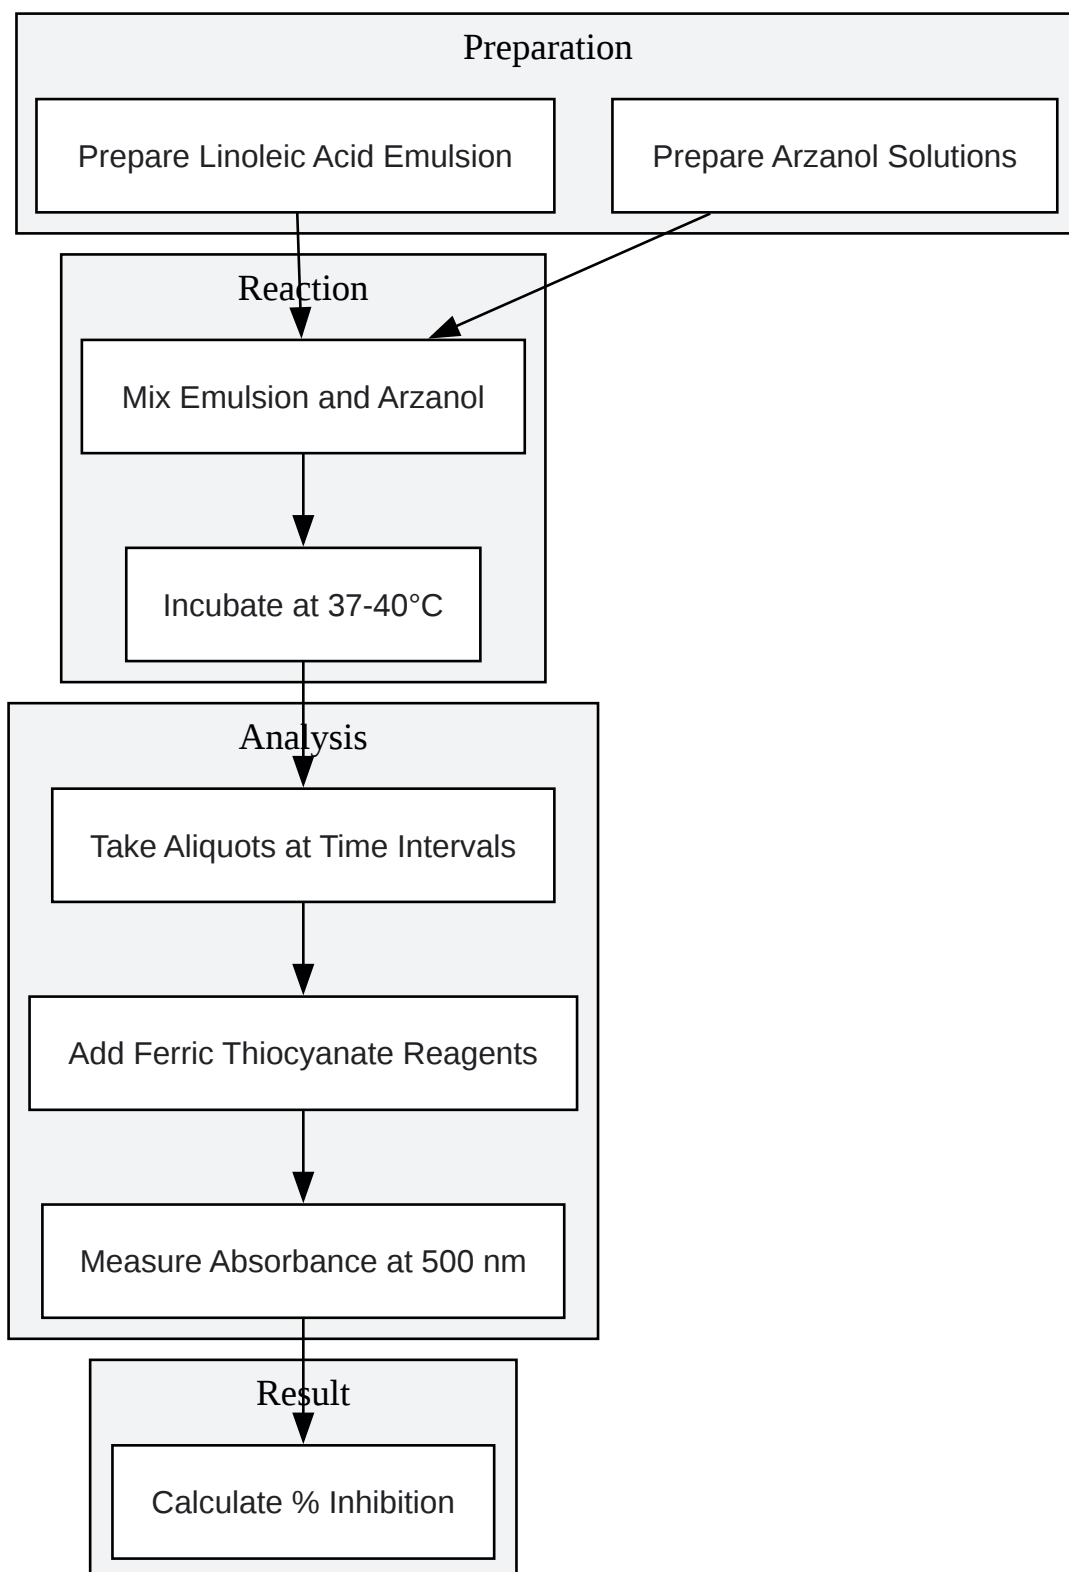 Preparation
Prepare Linoleic Acid Emulsion
Prepare Arzanol Solutions
Reaction
Mix Emulsion and Arzanol
Incubate at 37-40°C
Analysis
Take Aliquots at Time Intervals
Add Ferric Thiocyanate Reagents
Measure Absorbance at 500 nm
Result
Calculate % Inhibition